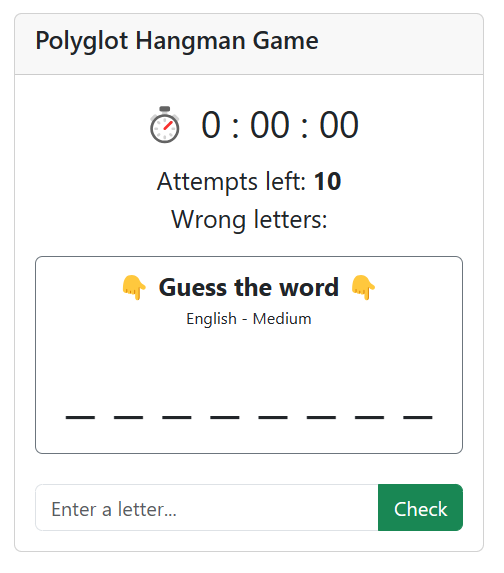 Polyglot Hangman Game
⏱️ 0 : 00 : 00
Attempts left: 10
Wrong letters:
👇 Guess the word 👇
English - Medium
_ _ _ _ _ _ _ _
Enter a letter...
Check